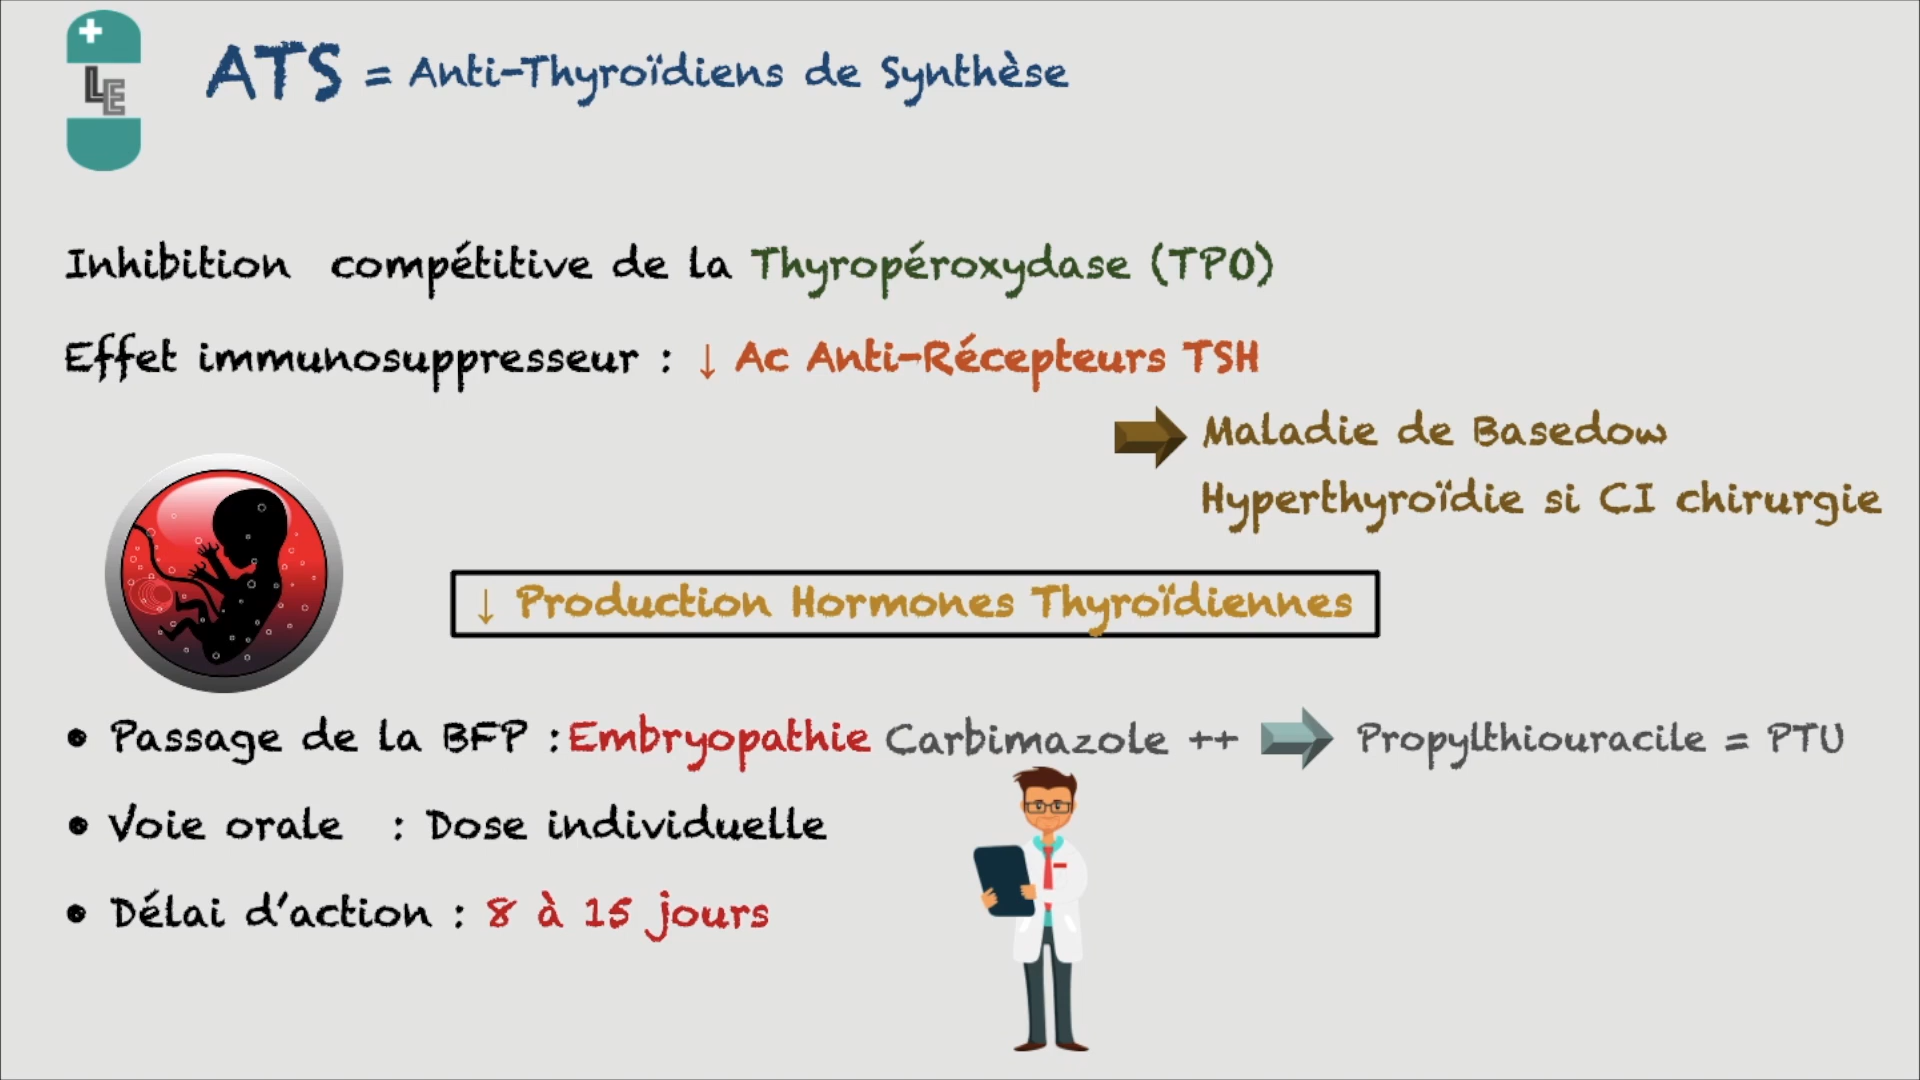 LE
ATS = Anti-Thyroïdiens de Synthèse
Inhibition compétitive de la Thyropéroxydase (TPO)
Effet immunosuppresseur : ↓ Ac Anti-Récepteurs TSH
Maladie de Basedow
Hyperthyroïdie si CI chirurgie
↓ Production Hormones Thyroïdiennes
• Passage de la BFP : Embryopathie Carbimazole ++ Propylthiouracile = PTU
• Voie orale : Dose individuelle
• Délai d'action : 8 à 15 jours